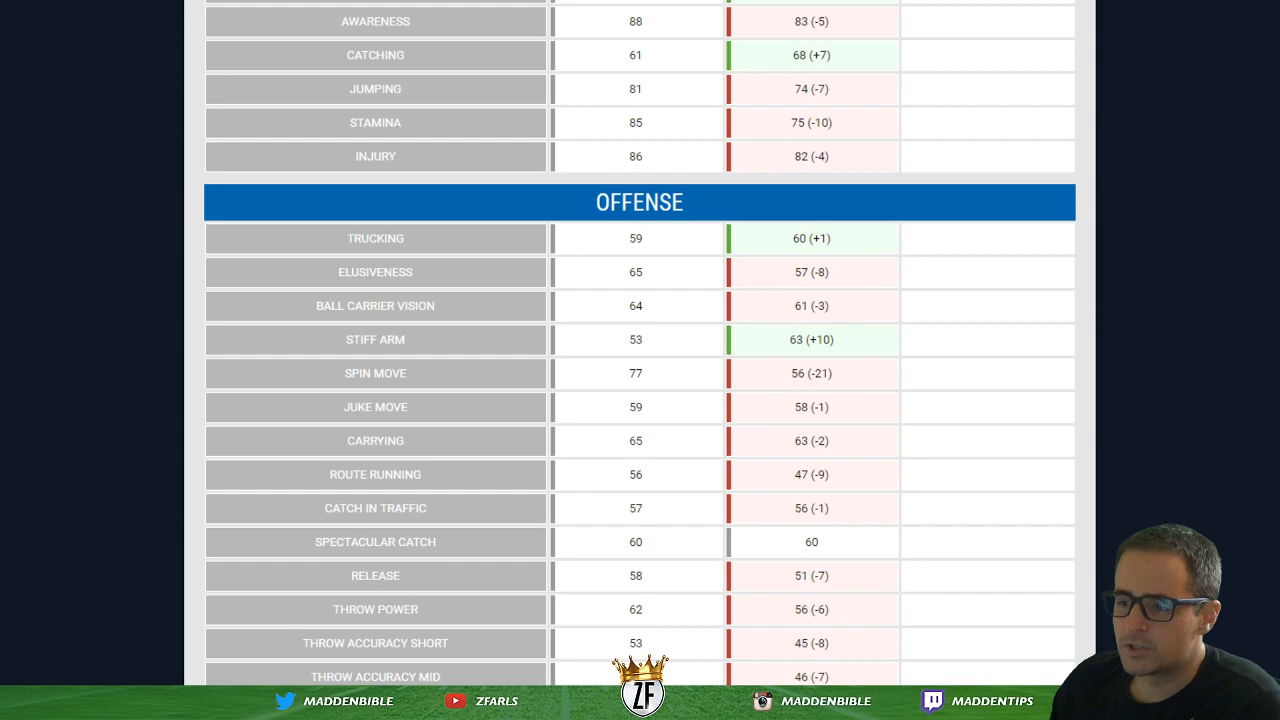 AWARENESS 88 83 (-5)
CATCHING 61 68 (+7)
JUMPING 81 74 (-7)
STAMINA 85 75 (-10)
INJURY 86 82 (-4)
OFFENSE
TRUCKING 59 60 (+1)
ELUSIVENESS 65 57 (-8)
BALL CARRIER VISION 64 61 (-3)
STIFF ARM 53 63 (+10)
SPIN MOVE 77 56 (-21)
JUKE MOVE 59 58 (-1)
CARRYING 65 63 (-2)
ROUTE RUNNING 56 47 (-9)
CATCH IN TRAFFIC 57 56 (-1)
SPECTACULAR CATCH 60 60
RELEASE 58 51 (-7)
THROW POWER 62 56 (-6)
THROW ACCURACY SHORT 53 45 (-8)
THROW ACCURACY MID 46 (-7)
MADDENBIBLE ZFARLS ZF MADDENBIBLE MADDENTIPS